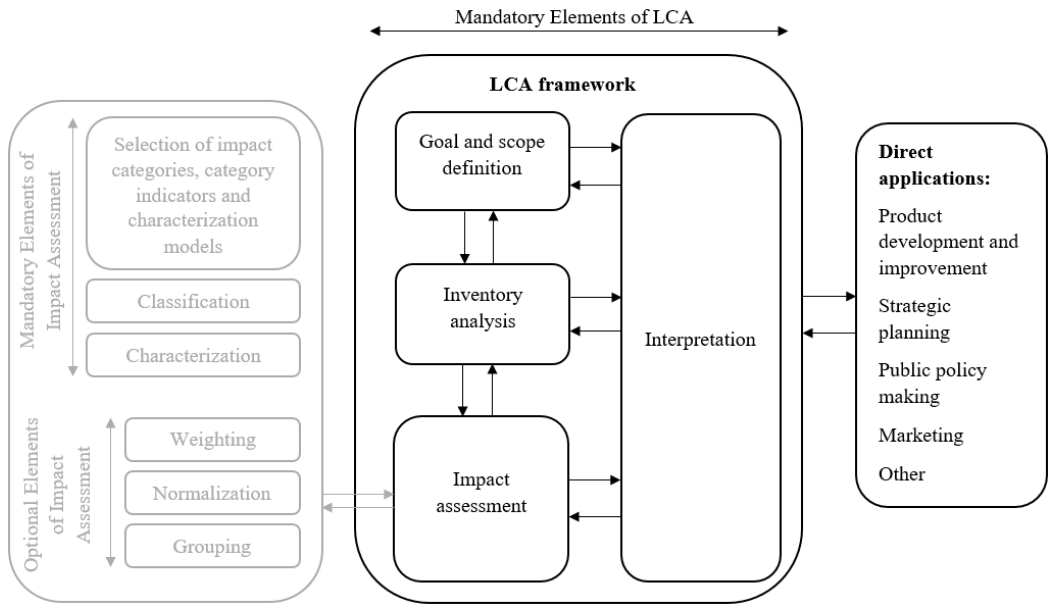 Mandatory Elements of LCA
LCA framework
Mandatory Elements of
Impact Assessment
Selection of impact
categories, category
indicators and
characterization
models
Classification
Characterization
Optional Elements
of Impact
Assessment
Weighting
Normalization
Grouping
Goal and scope
definition
Inventory
analysis
Impact
assessment
Interpretation
Direct
applications:
Product
development and
improvement
Strategic
planning
Public policy
making
Marketing
Other